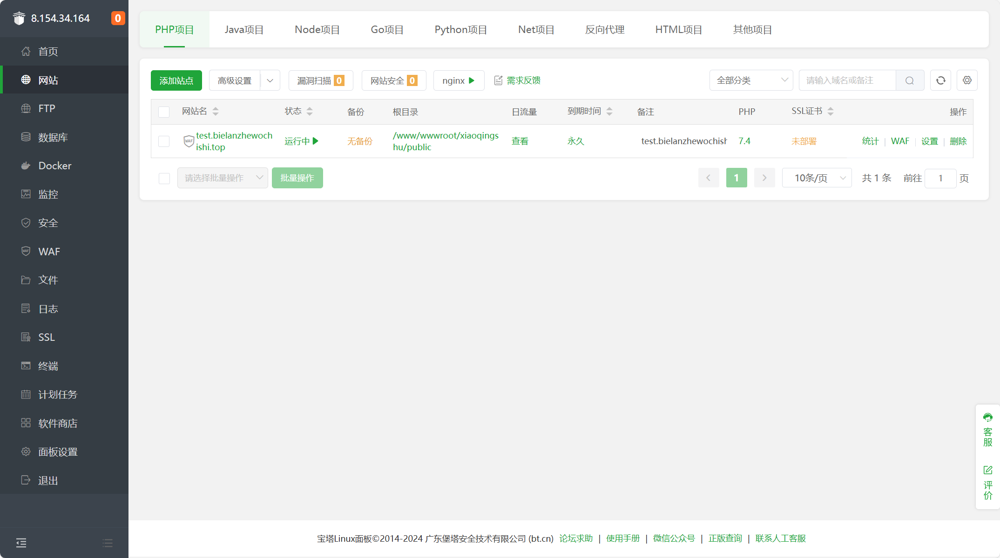 8.154.34.164 0
首页
网站
FTP
数据库
Docker
监控
安全
WAF
文件
日志
SSL
终端
计划任务
软件商店
面板设置
退出
PHP项目 Java项目 Node项目 Go项目 Python项目 Net项目 反向代理 HTML项目 其他项目
添加站点 高级设置 漏洞扫描 0 网站安全 0 nginx 需求反馈 全部分类 请输入域名或备注
网站名 状态 备份 根目录 日流量 到期时间 备注 PHP SSL证书 操作
WAF test.bielanzhewoch
ishi.top
运行中 无备份
/www/wwwroot/xiaoqings
hu/public
查看 永久 test.bielanzhewochish 7.4 未部署 统计 | WAF | 设置 | 删除
请选择批量操作 批量操作 1 10条/页 共 1 条 前往 1 页
客
服
评
价
宝塔Linux面板©2014-2024 广东堡塔安全技术有限公司 (bt.cn) 论坛求助 | 使用手册 | 微信公众号 | 正版查询 | 联系人工客服